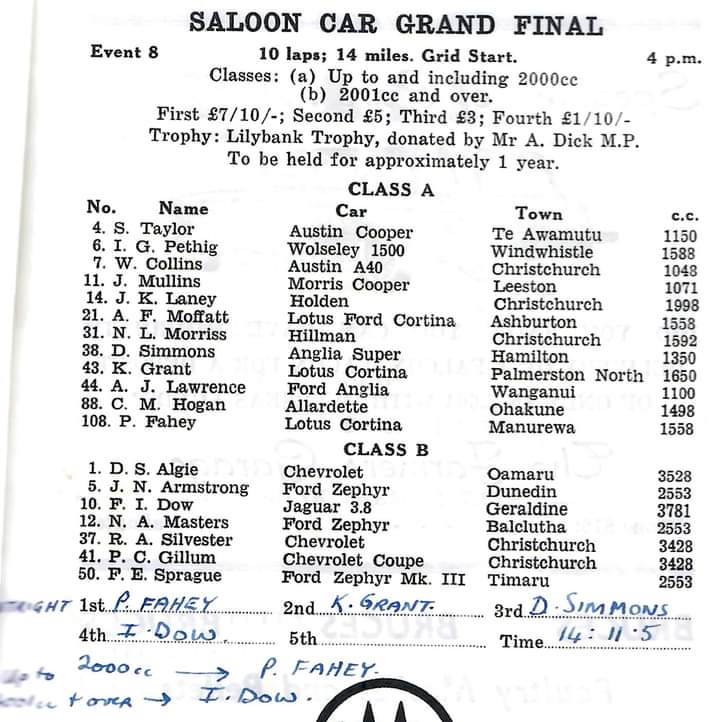 SALOON CAR GRAND FINAL
Event 8 10 laps; 14 miles. Grid Start. 4 p.m.
Classes: (a) Up to and including 2000cc
(b) 2001cc and over.
First £7/10/-; Second £5; Third £3; Fourth £1/10/-
Trophy: Lilybank Trophy, donated by Mr A. Dick M.P.
To be held for approximately 1 year.
CLASS A
No. Name Car Town c.c.
4. S. Taylor Austin Cooper Te Awamutu 1150
6. I. G. Pethig Wolseley 1500 Windwhistle 1588
7. W. Collins Austin A40 Christchurch 1048
11. J. Mullins Morris Cooper Leeston 1071
14. J. K. Laney Holden Christchurch 1998
21. A. F. Moffatt Lotus Ford Cortina Ashburton 1558
31. N. L. Morriss Hillman Christchurch 1592
38. D. Simmons Anglia Super Hamilton 1350
43. K. Grant Lotus Cortina Palmerston North 1650
44. A. J. Lawrence Ford Anglia Wanganui 1100
88. C. M. Hogan Allardette Ohakune 1498
108. P. Fahey Lotus Cortina Manurewa 1558
CLASS B
1. D. S. Algie Chevrolet Oamaru 3528
5. J. N. Armstrong Ford Zephyr Dunedin 2553
10. F. I. Dow Jaguar 3.8 Geraldine 3781
12. N. A. Masters Ford Zephyr Balclutha 2553
37. R. A. Silvester Chevrolet Christchurch 3428
41. P. C. Gillum Chevrolet Coupe Christchurch 3428
50. F. E. Sprague Ford Zephyr Mk. III Timaru 2553
1st P. FAHEY 2nd K. GRANT. 3rd D. SIMMONS
4th I. DOW. 5th Time 14:11.5
to 2000cc → P. FAHEY.
+ over → I. DOW.